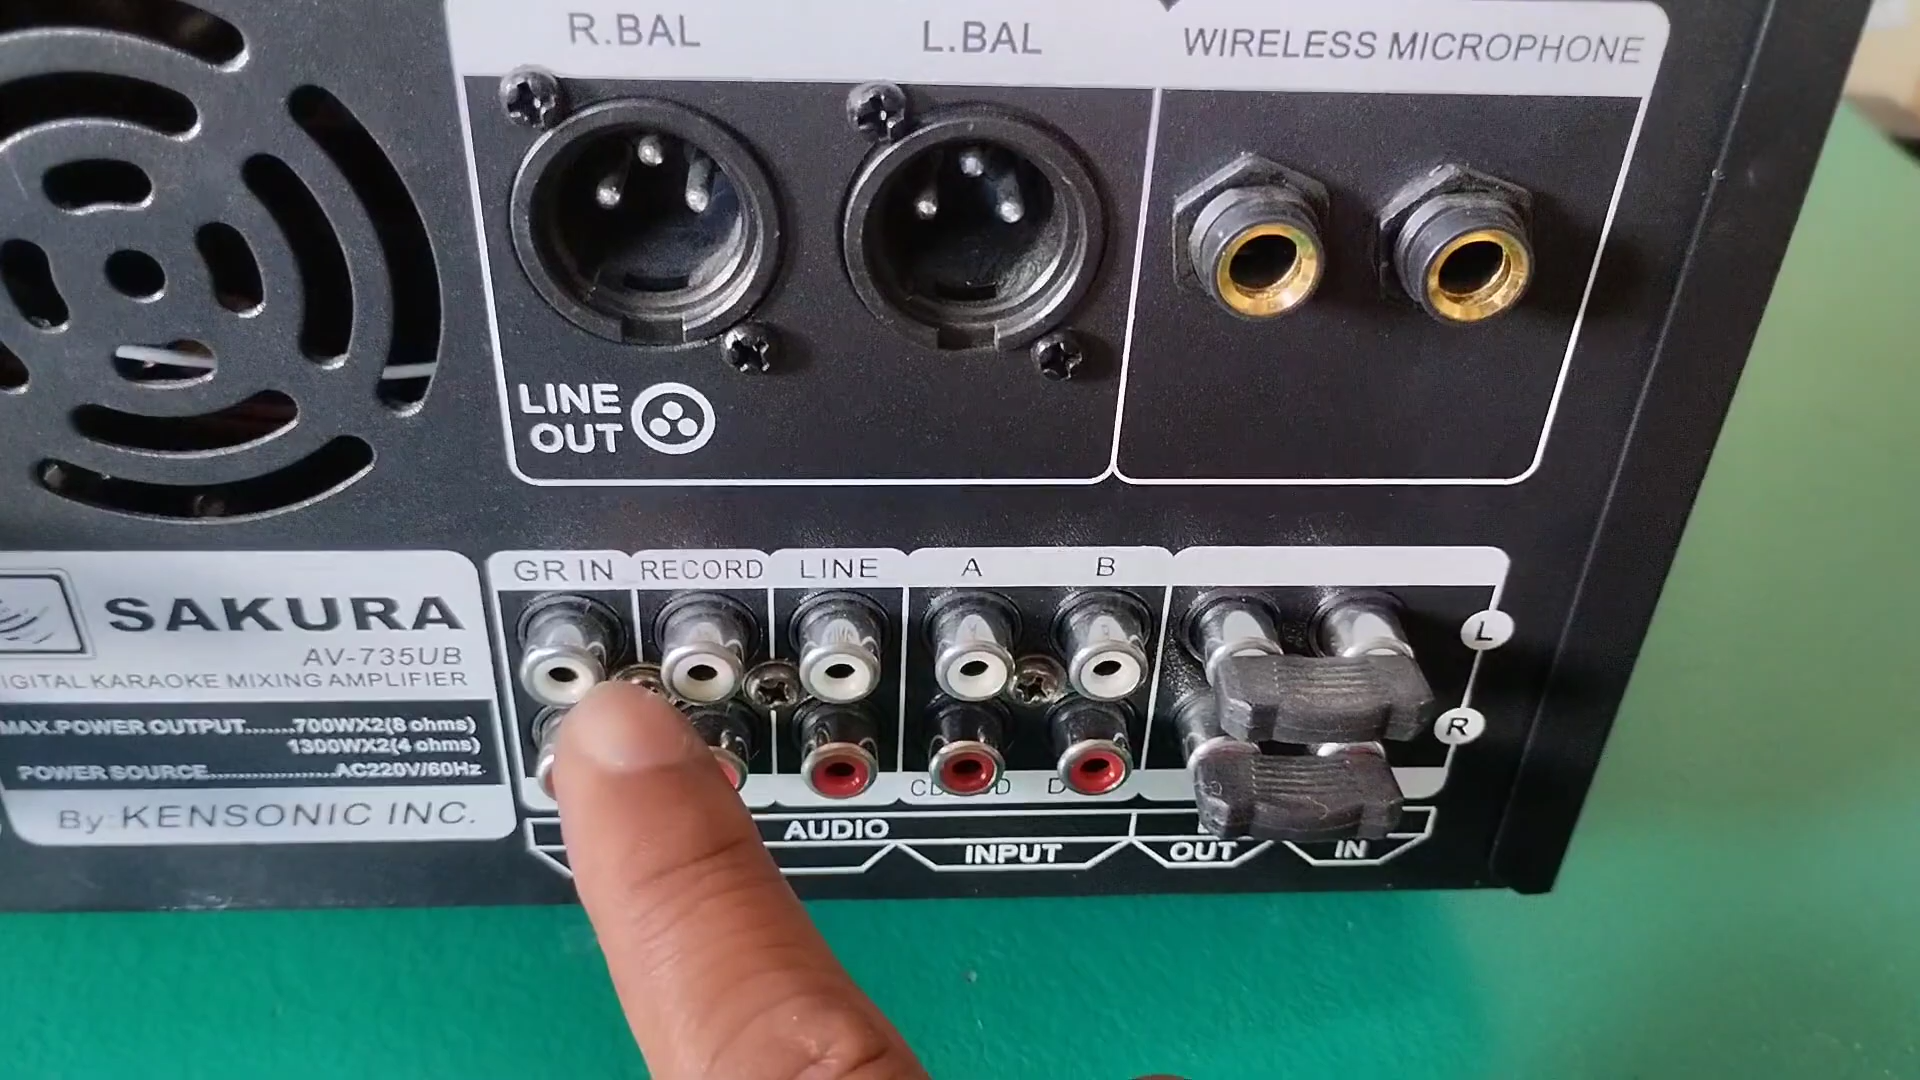 R.BAL
L.BAL
WIRELESS MICROPHONE
LINE
OUT
GR IN
RECORD
LINE
A
B
L
R
SAKURA
AV-735UB
IGITAL KARAOKE MIXING AMPLIFIER
MAX.POWER OUTPUT.......700WX2(8 ohms)
1300WX2(4 ohms)
POWER SOURCE......................AC220V/60Hz
By: KENSONIC INC.
AUDIO
INPUT
OUT
IN